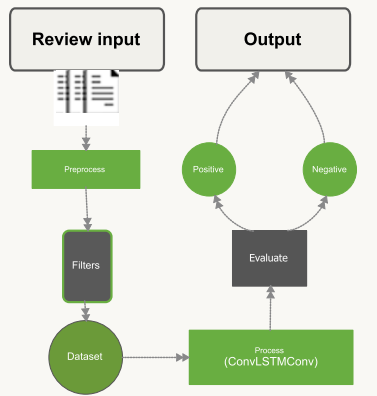 Review input
Output
Preprocess
Positive
Negative
Filters
Evaluate
Dataset
Process
(ConvLSTMConv)